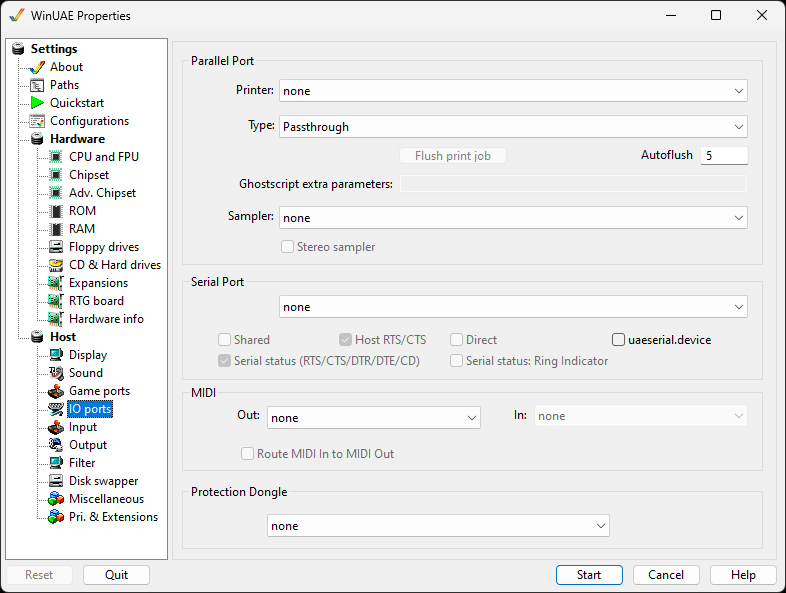 WinUAE Properties
Settings
About
Paths
Quickstart
Configurations
Hardware
CPU and FPU
Chipset
Adv. Chipset
ROM
RAM
Floppy drives
CD & Hard drives
Expansions
RTG board
Hardware info
Host
Display
Sound
Game ports
IO ports
Input
Output
Filter
Disk swapper
Miscellaneous
Pri. & Extensions
Parallel Port
Printer: none
Type: Passthrough
Flush print job Autoflush 5
Ghostscript extra parameters:
Sampler: none
Stereo sampler
Serial Port
none
Shared Host RTS/CTS Direct uaeserial.device
Serial status (RTS/CTS/DTR/DTE/CD) Serial status: Ring Indicator
MIDI
Out: none In: none
Route MIDI In to MIDI Out
Protection Dongle
none
Reset Quit Start Cancel Help